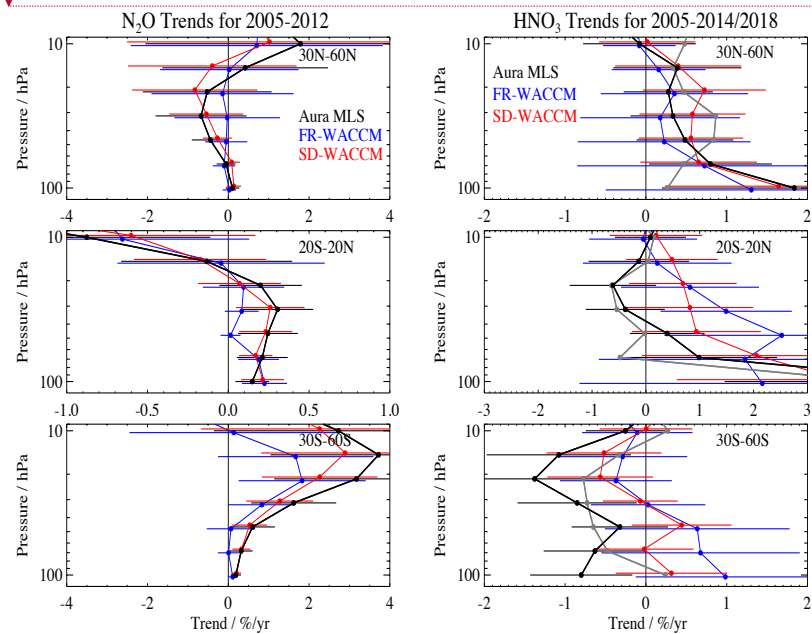 N2O Trends for 2005-2012
10
30N-60N
Aura MLS
FR-WACCM
SD-WACCM
Pressure / hPa
100
-4 -2 0 2 4
10
20S-20N
Pressure / hPa
100
-1.0 -0.5 0.0 0.5 1.0
10
30S-60S
Pressure / hPa
100
-4 -2 0 2 4
Trend / %/yr
HNO3 Trends for 2005-2014/2018
10
30N-60N
Aura MLS
FR-WACCM
SD-WACCM
Pressure / hPa
100
-2 -1 0 1 2
10
20S-20N
Pressure / hPa
100
-3 -2 -1 0 1 2 3
10
30S-60S
Pressure / hPa
100
-2 -1 0 1 2
Trend / %/yr